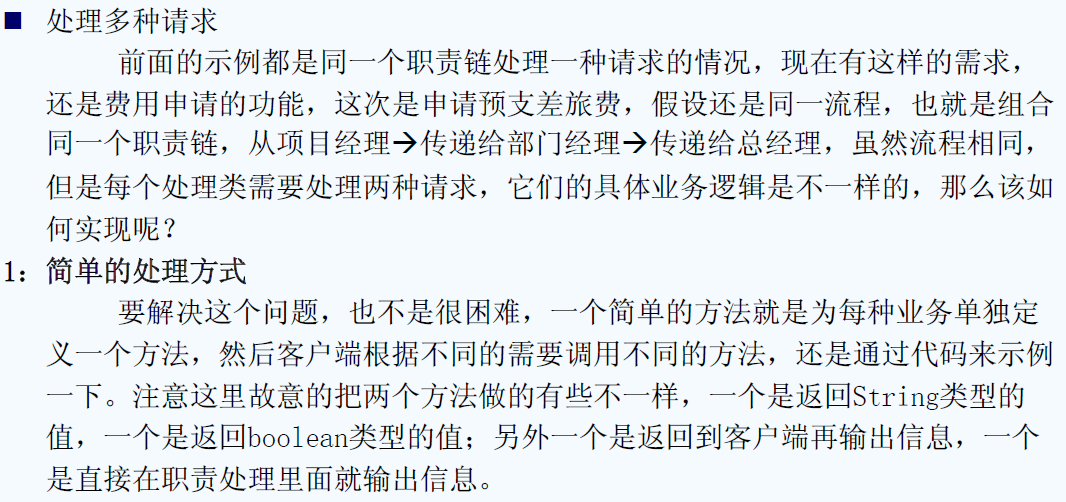 ■ 处理多种请求
前面的示例都是同一个职责链处理一种请求的情况，现在有这样的需求，
还是费用申请的功能，这次是申请预支差旅费，假设还是同一流程，也就是组合
同一个职责链，从项目经理→传递给部门经理→传递给总经理，虽然流程相同，
但是每个处理类需要处理两种请求，它们的具体业务逻辑是不一样的，那么该如
何实现呢？
1：简单的处理方式
要解决这个问题，也不是很困难，一个简单的方法就是为每种业务单独定
义一个方法，然后客户端根据不同的需要调用不同的方法，还是通过代码来示例
一下。注意这里故意的把两个方法做的有些不一样，一个是返回String类型的
值，一个是返回boolean类型的值；另外一个是返回到客户端再输出信息，一个
是直接在职责处理里面就输出信息。